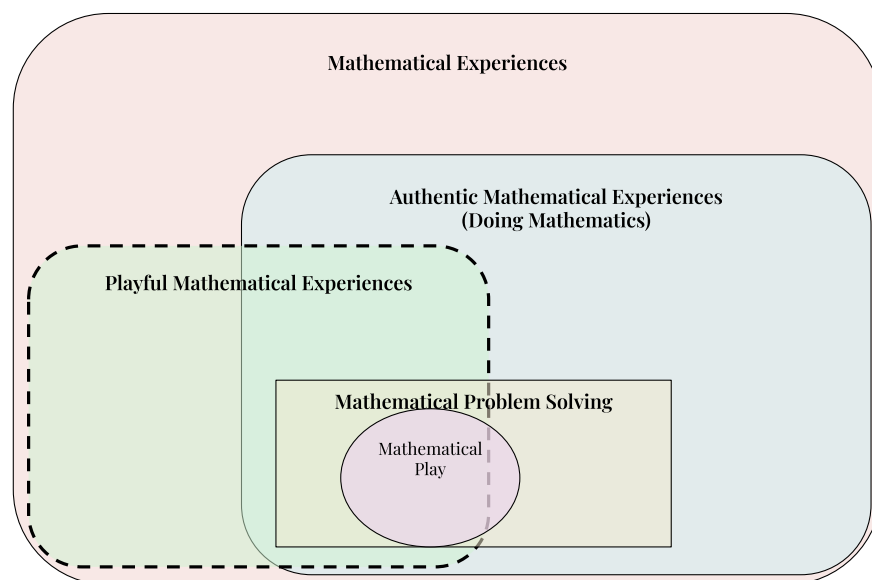 Mathematical Experiences
Authentic Mathematical Experiences
(Doing Mathematics)
Playful Mathematical Experiences
Mathematical Problem Solving
Mathematical
Play